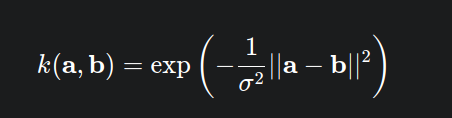 k(a, b) = exp(−1/σ² ||a − b||²)